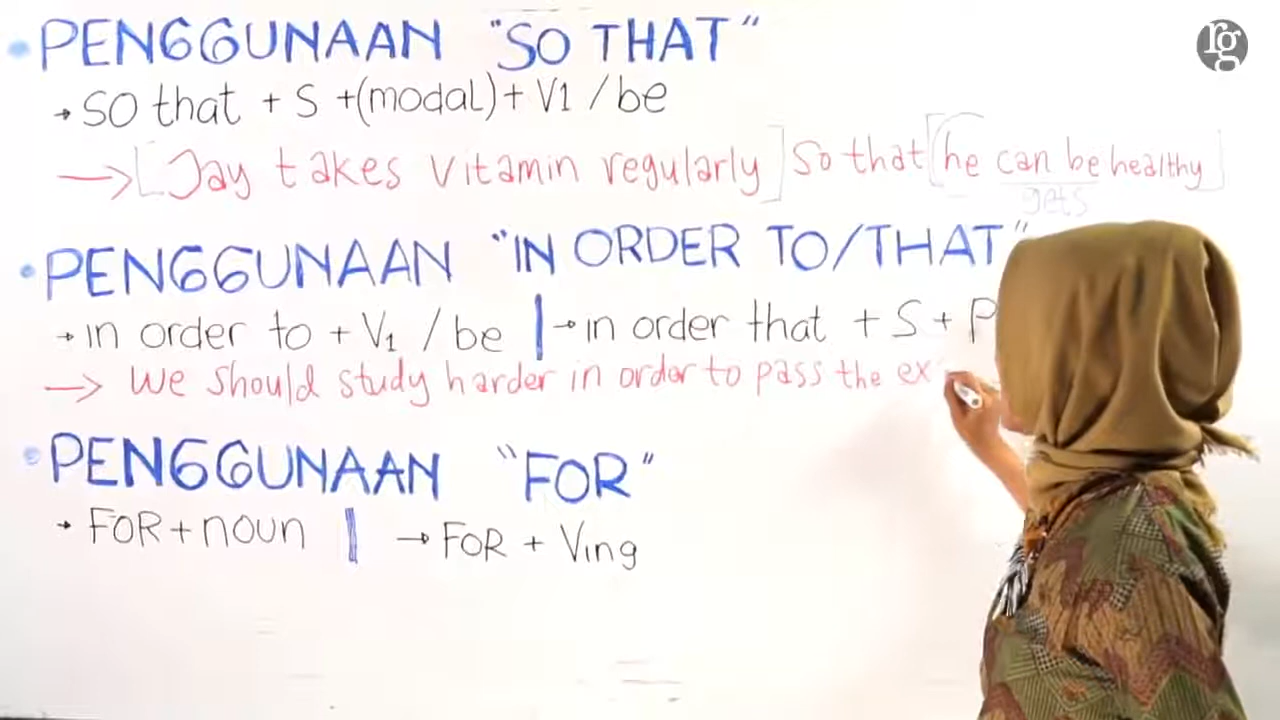 • PENGGUNAAN "SO THAT"
→ SO that + S +(modal)+ V1 / be
→ [Jay takes vitamin regularly] so that [he can be healthy]
gets
• PENGGUNAAN "IN ORDER TO/THAT"
→ in order to + V1 / be | → in order that + S + P
→ We should study harder in order to pass the ex
• PENGGUNAAN "FOR"
→ FOR + noun | → FOR + Ving
rg